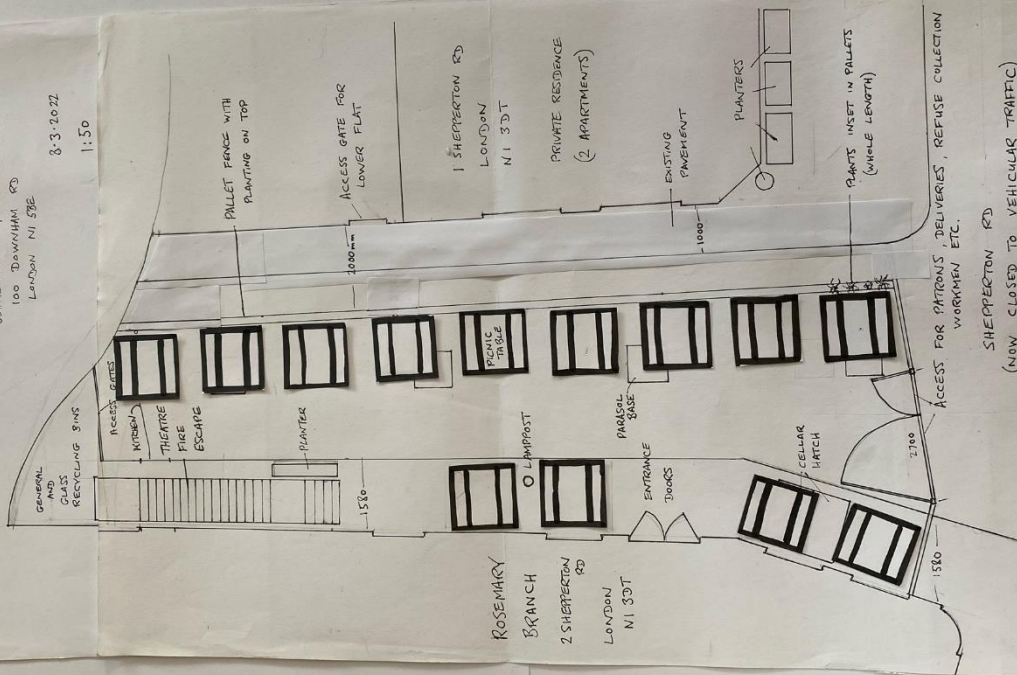 100 DOWNHAM RD
LONDON N1 5BE
8·3·2022
1:50
PALLET FENCE WITH
PLANTING ON TOP
ACCESS GATE FOR
LOWER FLAT
1 SHEPPERTON RD
LONDON
N1 3DT
PRIVATE RESIDENCE
(2 APARTMENTS)
EXISTING
PAVEMENT
PLANTERS
PLANTS INSET IN PALLETS
(WHOLE LENGTH)
2000mm
1000
ACCESS FOR PATRONS, DELIVERIES, REFUSE COLLECTION
WORKMEN ETC.
SHEPPERTON RD
(NOW CLOSED TO VEHICULAR TRAFFIC)
GENERAL
AND
GLASS
RECYCLING BINS
ACCESS GATES
KITCHEN
THEATRE
FIRE
ESCAPE
PLANTER
1580
PICNIC
TABLE
LAMPPOST
PARASOL
BASE
ENTRANCE
DOORS
CELLAR
HATCH
2700
1580
ROSEMARY
BRANCH
2 SHEPPERTON
RD
LONDON
N1 3DT